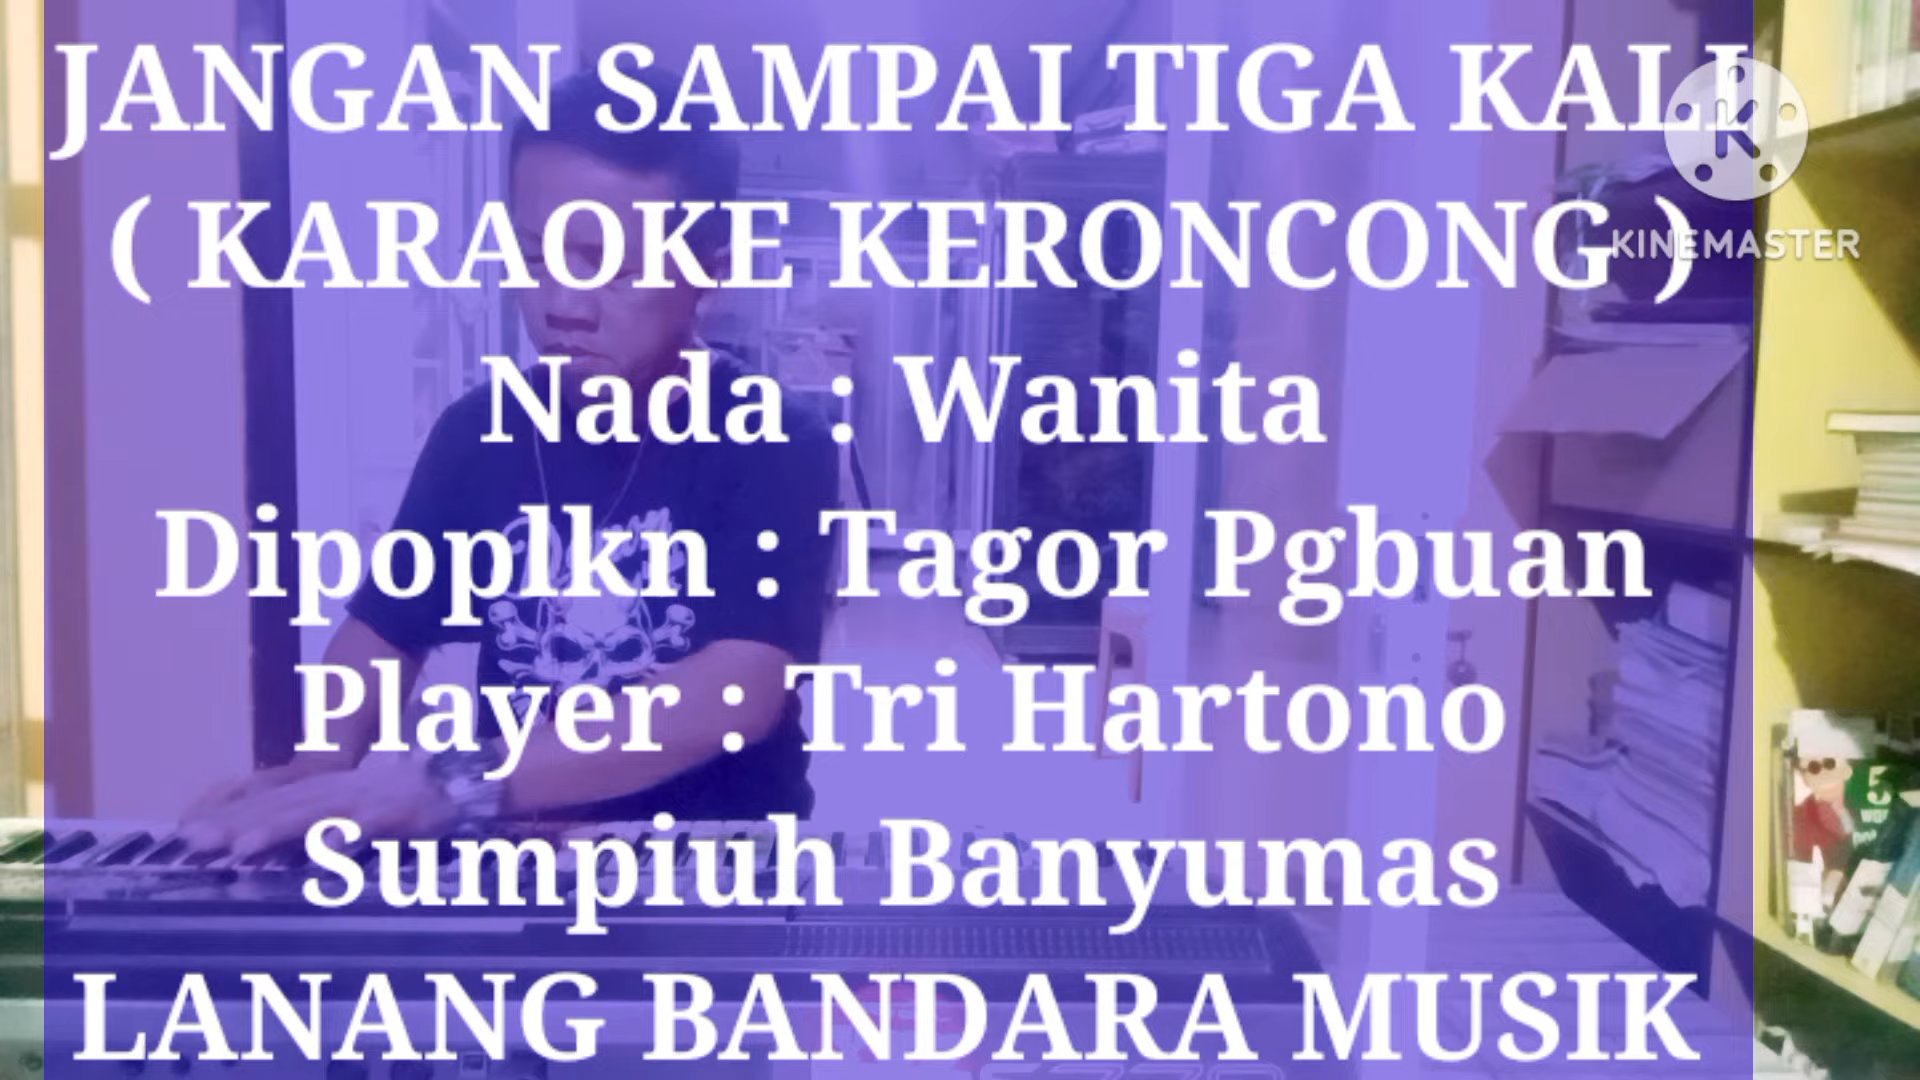 JANGAN SAMPAI TIGA KALI
( KARAOKE KERONCONG )
KINEMASTER
Nada : Wanita
Dipoplkn : Tagor Pgbuan
Player : Tri Hartono
Sumpiuh Banyumas
LANANG BANDARA MUSIK